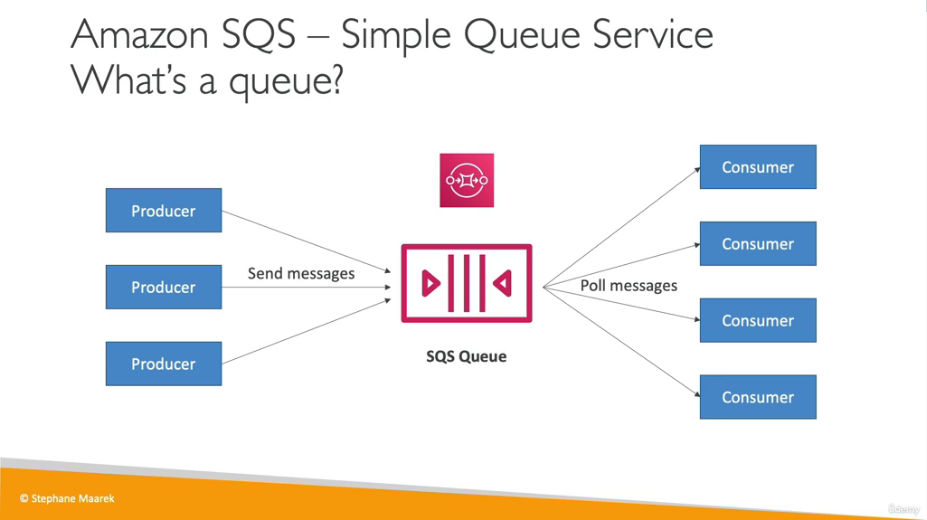 Amazon SQS – Simple Queue Service
What's a queue?
Producer
Producer
Producer
Send messages
SQS Queue
Poll messages
Consumer
Consumer
Consumer
Consumer
© Stephane Maarek
Udemy